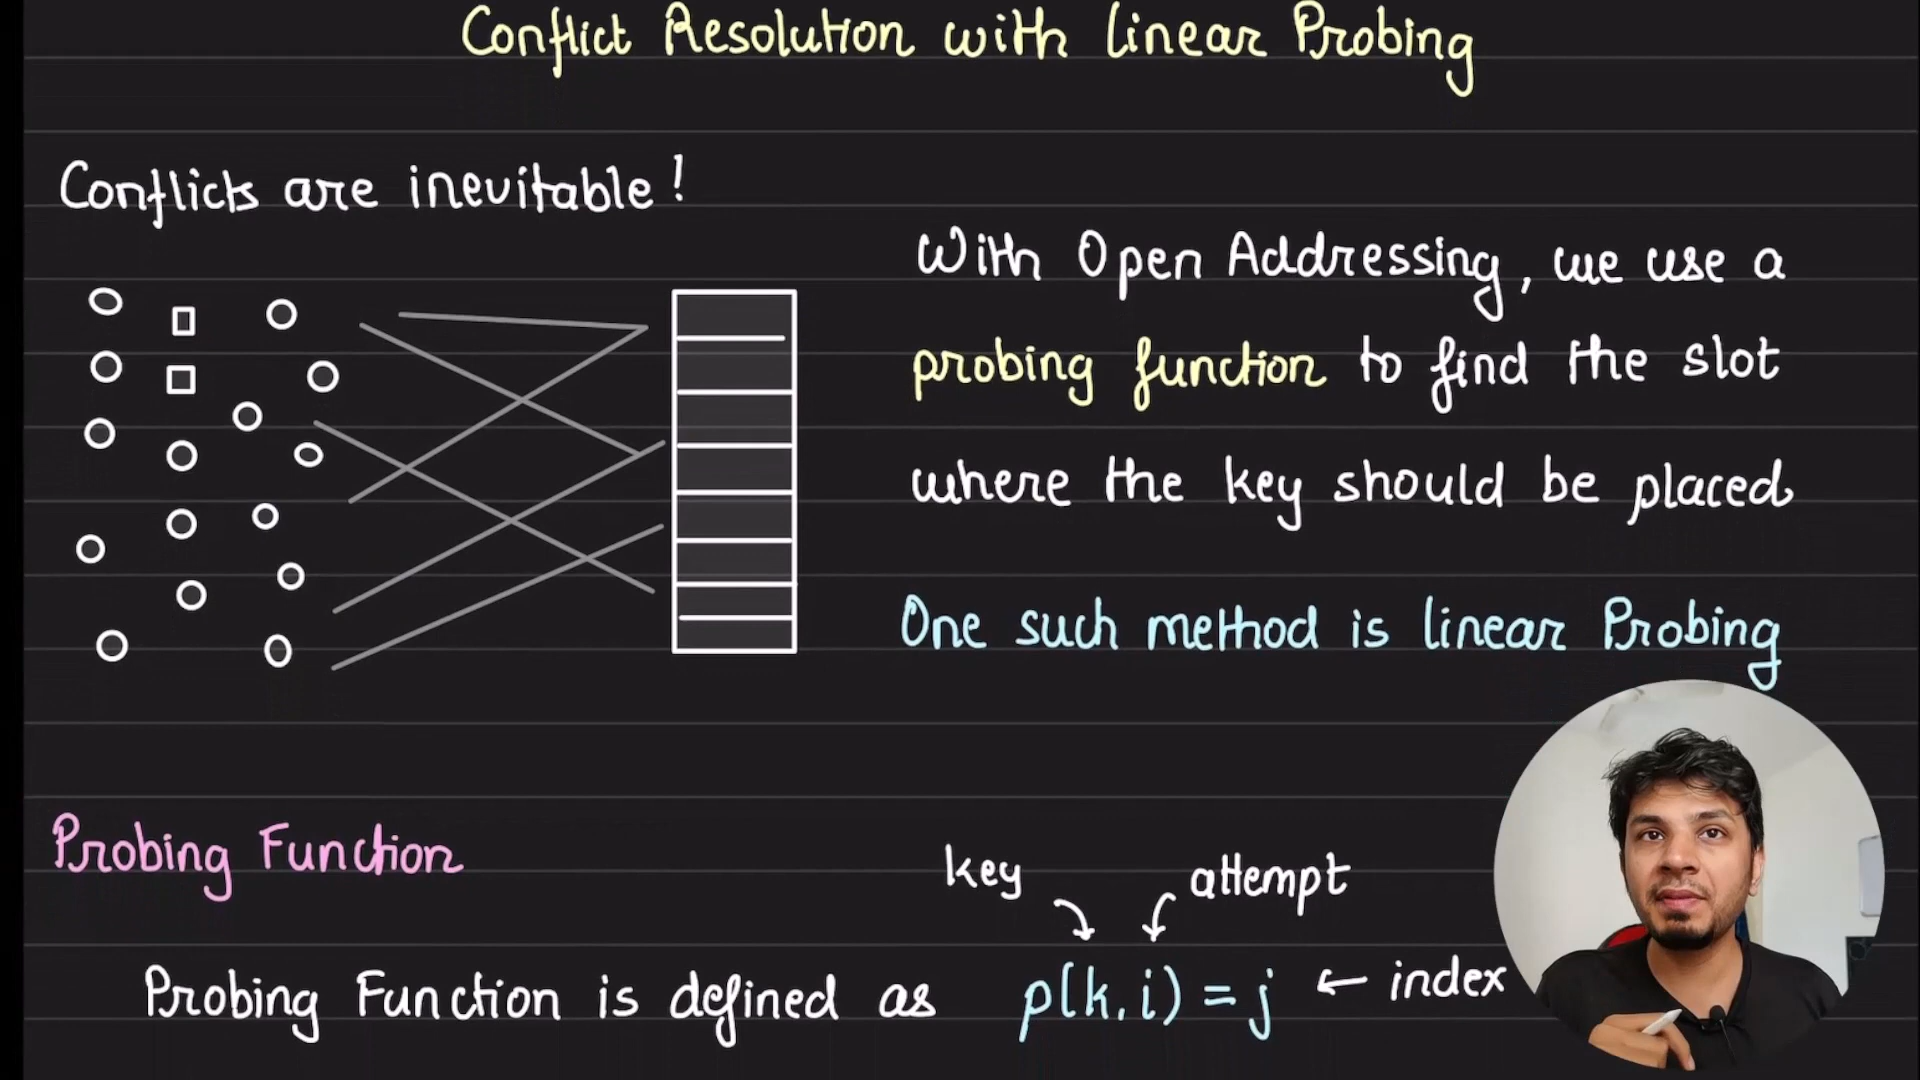 Conflict Resolution with Linear Probing
Conflicts are inevitable!
With Open Addressing, we use a
probing function to find the slot
where the key should be placed
One such method is linear Probing
Probing Function
key
attempt
Probing Function is defined as p(k, i) = j ← index